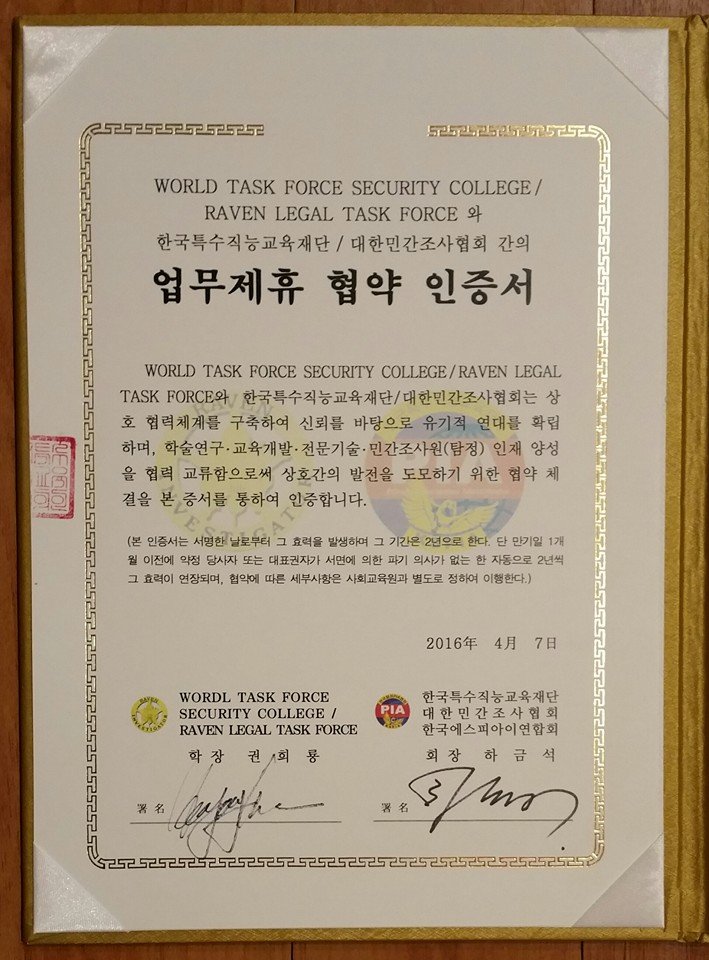 WORLD TASK FORCE SECURITY COLLEGE /
RAVEN LEGAL TASK FORCE 와
한국특수직능교육재단 / 대한민간조사협회 간의
업무제휴 협약 인증서
WORLD TASK FORCE SECURITY COLLEGE/RAVEN LEGAL
TASK FORCE와 한국특수직능교육재단/대한민간조사협회는 상
호 협력체계를 구축하여 신뢰를 바탕으로 유기적 연대를 확립
하며, 학술연구·교육개발·전문기술·민간조사원(탐정) 인재 양성
을 협력 교류함으로써 상호간의 발전을 도모하기 위한 협약 체
결을 본 증서를 통하여 인증합니다.
RAVEN
INVESTIGATOR
(본 인증서는 서명한 날로부터 그 효력을 발생하며 그 기간은 2년으로 한다. 단 만기일 1개
월 이전에 약정 당사자 또는 대표권자가 서면에 의한 파기 의사가 없는 한 자동으로 2년씩
그 효력이 연장되며, 협약에 따른 세부사항은 사회교육원과 별도로 정하여 이행한다.)
2016年 4月 7日
RAVEN
INVESTIGATOR
WORDL TASK FORCE
SECURITY COLLEGE /
RAVEN LEGAL TASK FORCE
학장 권희룡
署名
PIA
한국특수직능교육재단
대한민간조사협회
한국에스피아이연합회
회장 하금석
署名